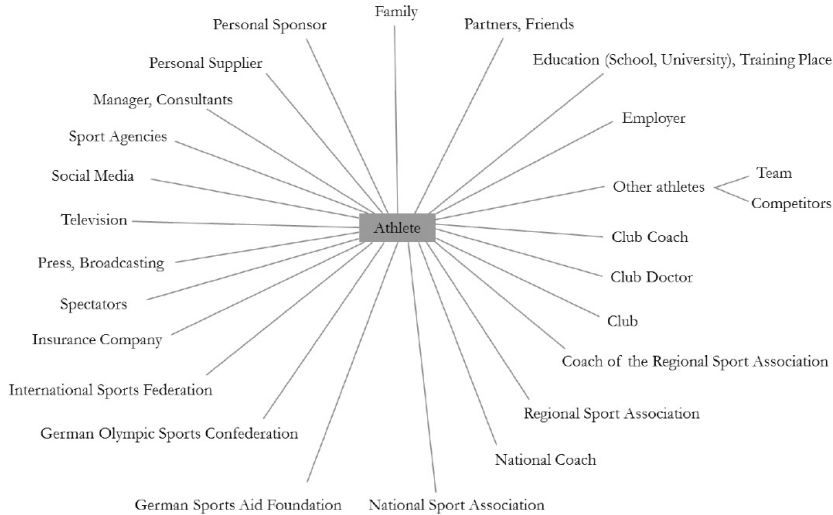 Family
Personal Sponsor
Partners, Friends
Personal Supplier
Education (School, University), Training Place
Manager, Consultants
Employer
Sport Agencies
Social Media
Other athletes
Team
Competitors
Television
Athlete
Club Coach
Press, Broadcasting
Club Doctor
Spectators
Club
Insurance Company
Coach of the Regional Sport Association
International Sports Federation
Regional Sport Association
German Olympic Sports Confederation
National Coach
German Sports Aid Foundation
National Sport Association